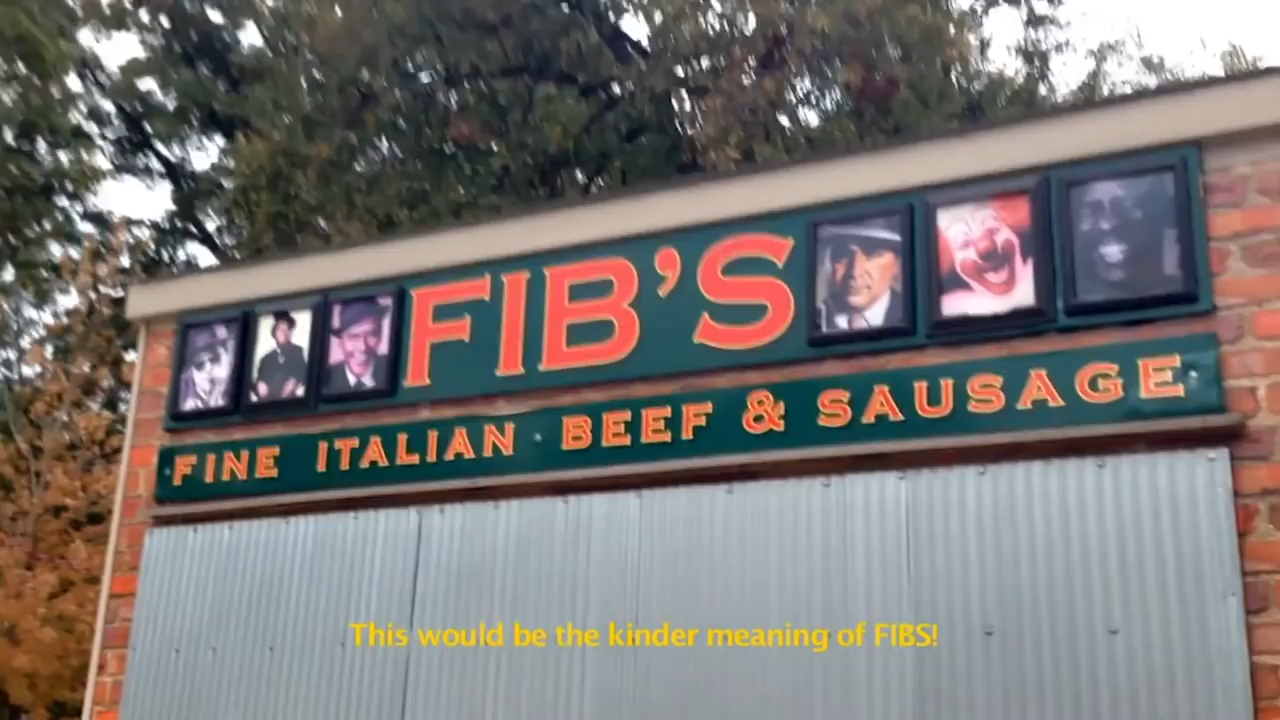 FIB'S
FINE ITALIAN BEEF & SAUSAGE
This would be the kinder meaning of FIBS!